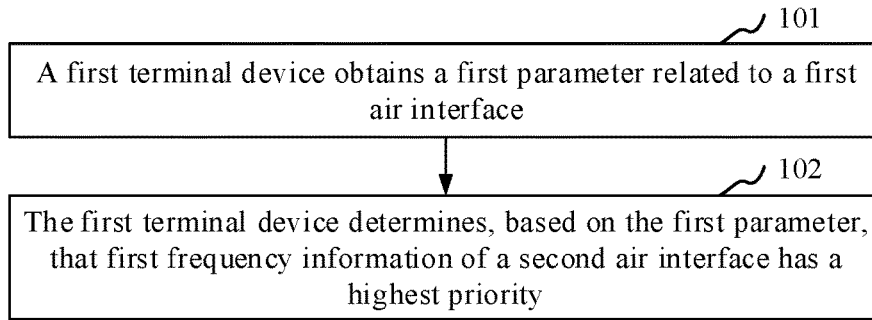 101
A first terminal device obtains a first parameter related to a first
air interface
102
The first terminal device determines, based on the first parameter,
that first frequency information of a second air interface has a
highest priority